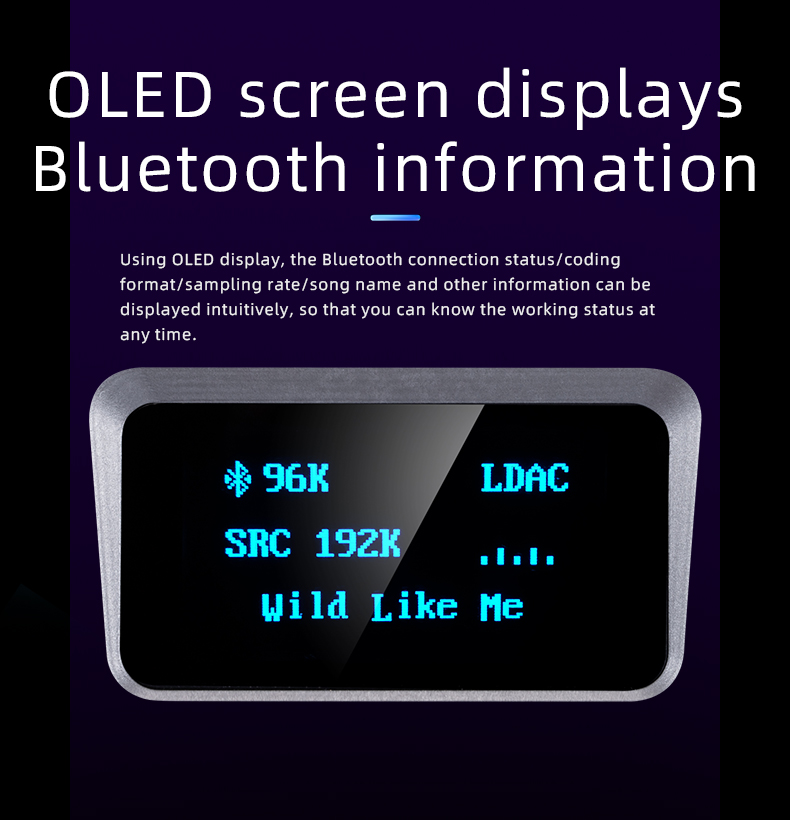 OLED screen displays
Bluetooth information
Using OLED display, the Bluetooth connection status/coding
format/sampling rate/song name and other information can be
displayed intuitively, so that you can know the working status at
any time.
96K LDAC
SRC 192K
Wild Like Me